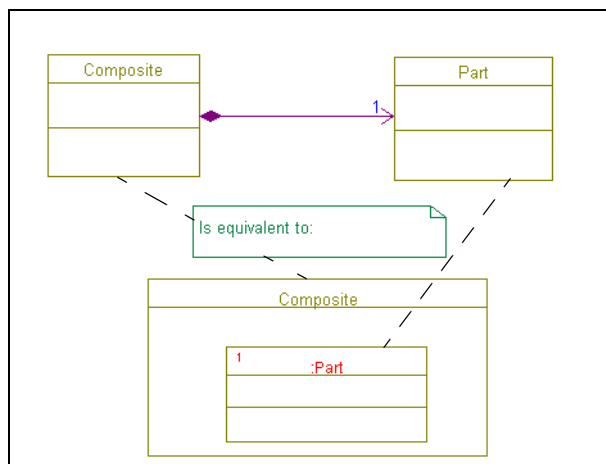 Composite
Part
1
Is equivalent to:
Composite
1
:Part